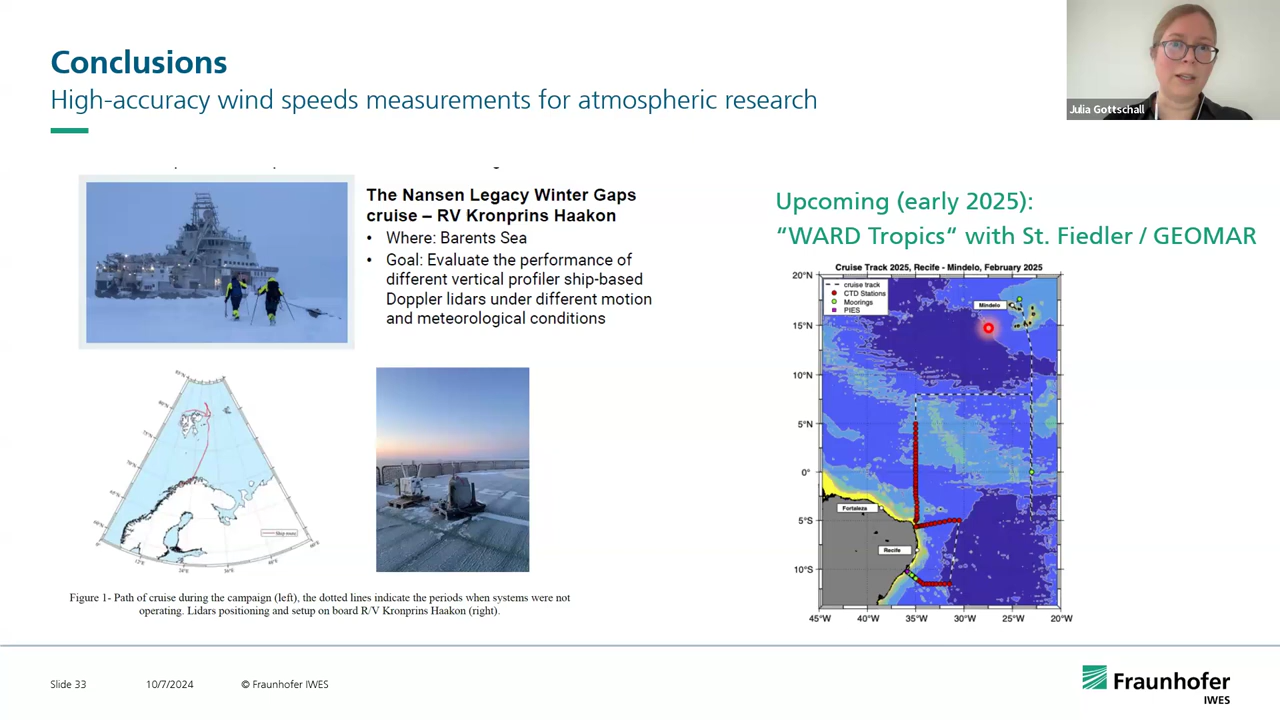 Conclusions
High-accuracy wind speeds measurements for atmospheric research
Julia Gottschall
The Nansen Legacy Winter Gaps
cruise – RV Kronprins Haakon
• Where: Barents Sea
• Goal: Evaluate the performance of
different vertical profiler ship-based
Doppler lidars under different motion
and meteorological conditions
Figure 1- Path of cruise during the campaign (left), the dotted lines indicate the periods when systems were not
operating. Lidars positioning and setup on board R/V Kronprins Haakon (right).
Upcoming (early 2025):
“WARD Tropics“ with St. Fiedler / GEOMAR
Cruise Track 2025, Recife - Mindelo, February 2025
cruise track
CTD Stations
Moorings
PIES
Mindelo
Fortaleza
Recife
20°N
15°N
10°N
5°N
0°
5°S
10°S
45°W 40°W 35°W 30°W 25°W 20°W
Slide 33
10/7/2024
© Fraunhofer IWES
Fraunhofer
IWES